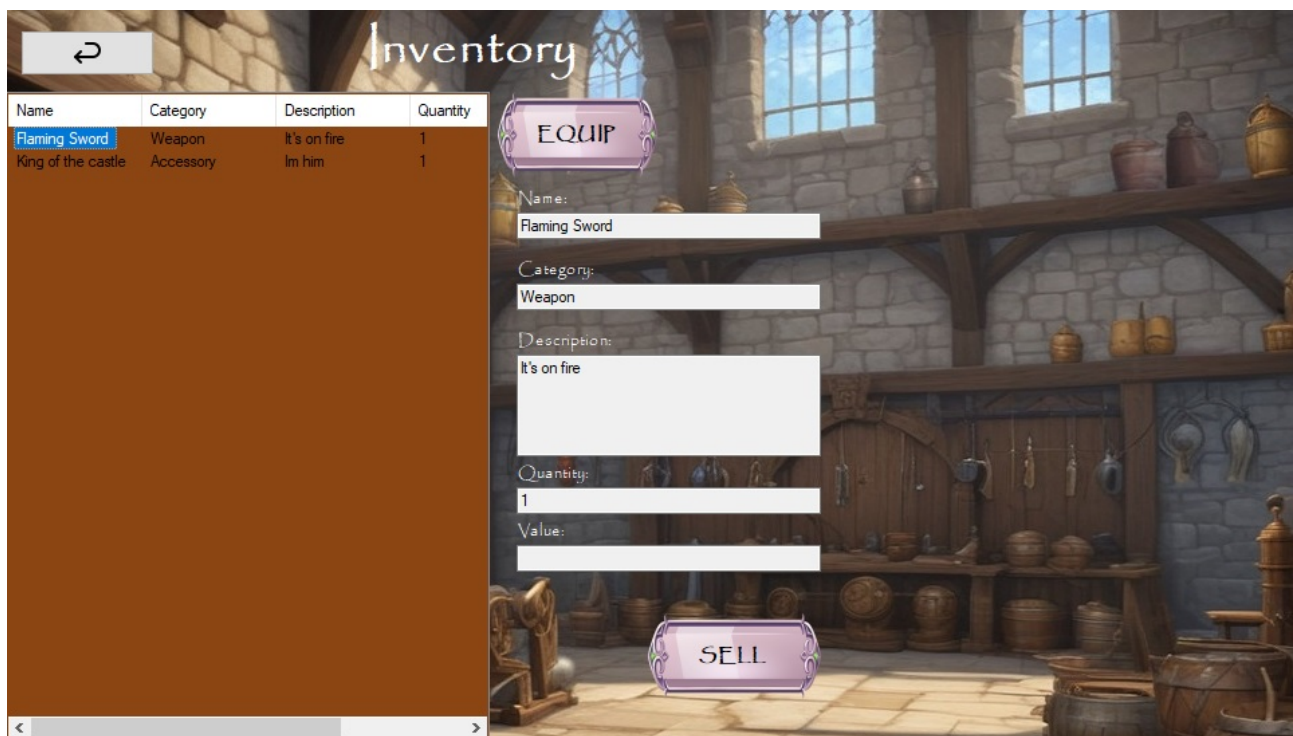 Inventory
Name Category Description Quantity
Flaming Sword Weapon It's on fire 1
King of the castle Accessory Im him 1
EQUIP
Name:
Flaming Sword
Category:
Weapon
Description:
It's on fire
Quantity:
1
Value:
SELL